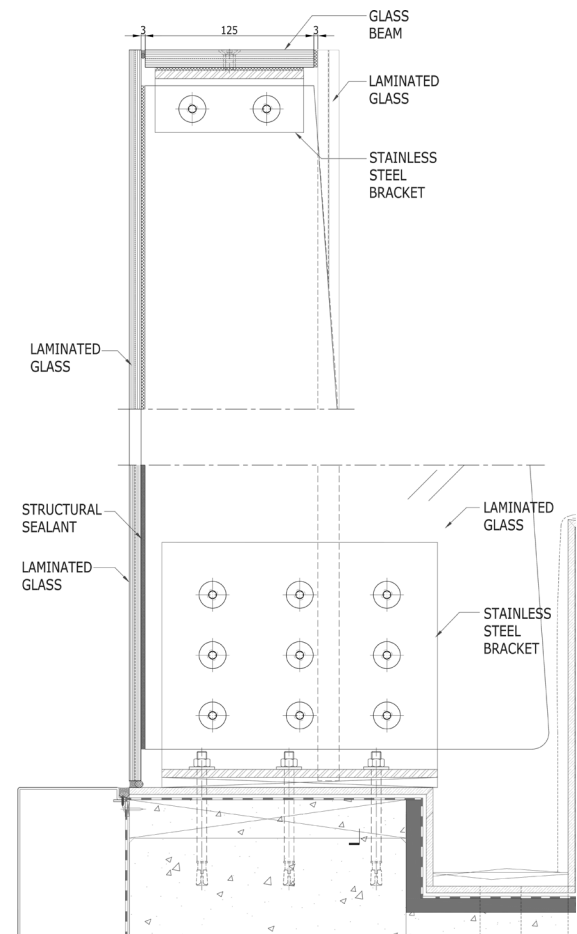 3 125 3
GLASS
BEAM
LAMINATED
GLASS
STAINLESS
STEEL
BRACKET
LAMINATED
GLASS
STRUCTURAL
SEALANT
LAMINATED
GLASS
LAMINATED
GLASS
STAINLESS
STEEL
BRACKET